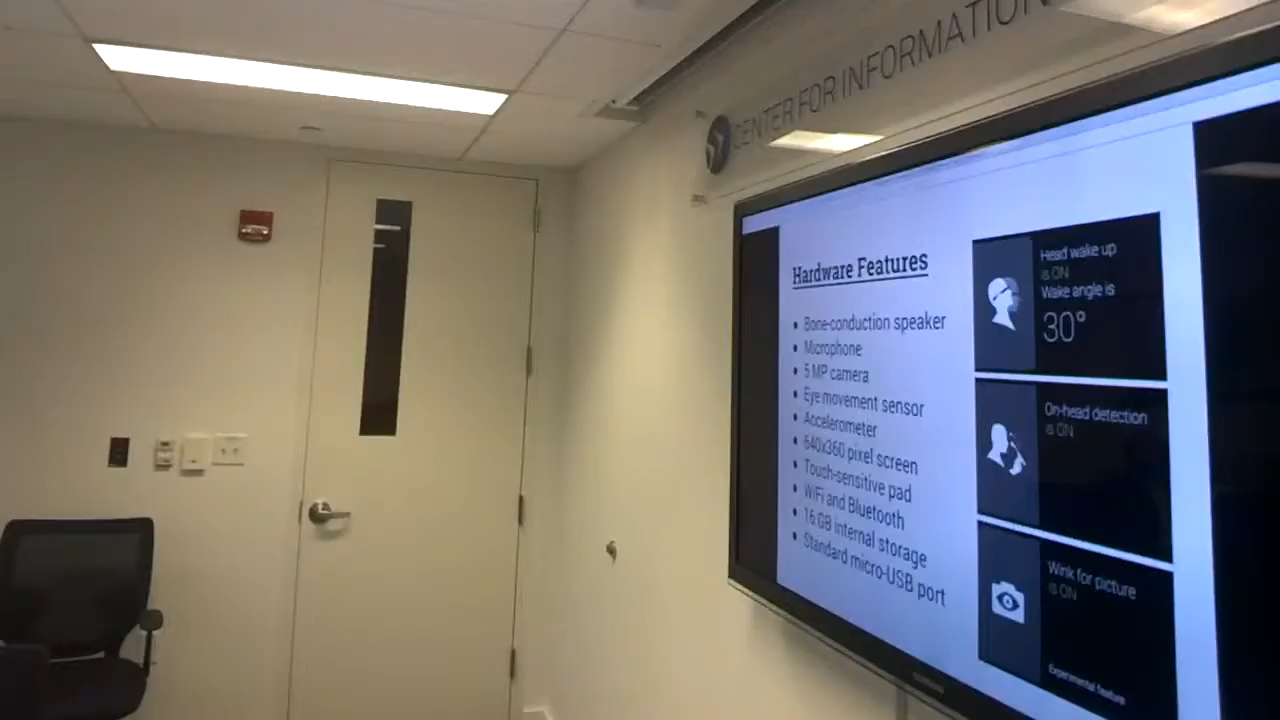 CENTER FOR INFORMATION
Hardware Features
Bone-conduction speaker
Microphone
5 MP camera
Eye movement sensor
Accelerometer
640x360 pixel screen
Touch-sensitive pad
WiFi and Bluetooth
16 GB internal storage
Standard micro-USB port
Head wake up
is ON
Wake angle is
30°
On-head detection
is ON
Wink for picture
is ON
Experimental feature